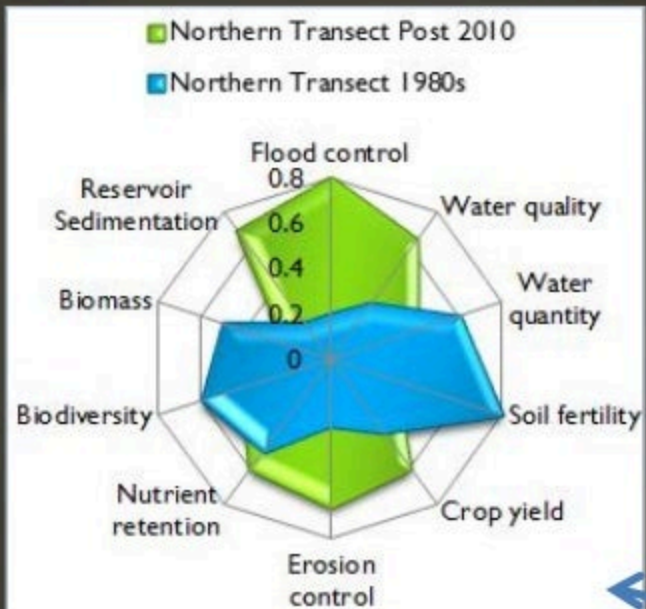 Northern Transect Post 2010
Northern Transect 1980s
Flood control
0.8
0.6
0.4
0.2
0
Water quality
Water
quantity
Soil fertility
Crop yield
Erosion
control
Nutrient
retention
Biodiversity
Biomass
Reservoir
Sedimentation